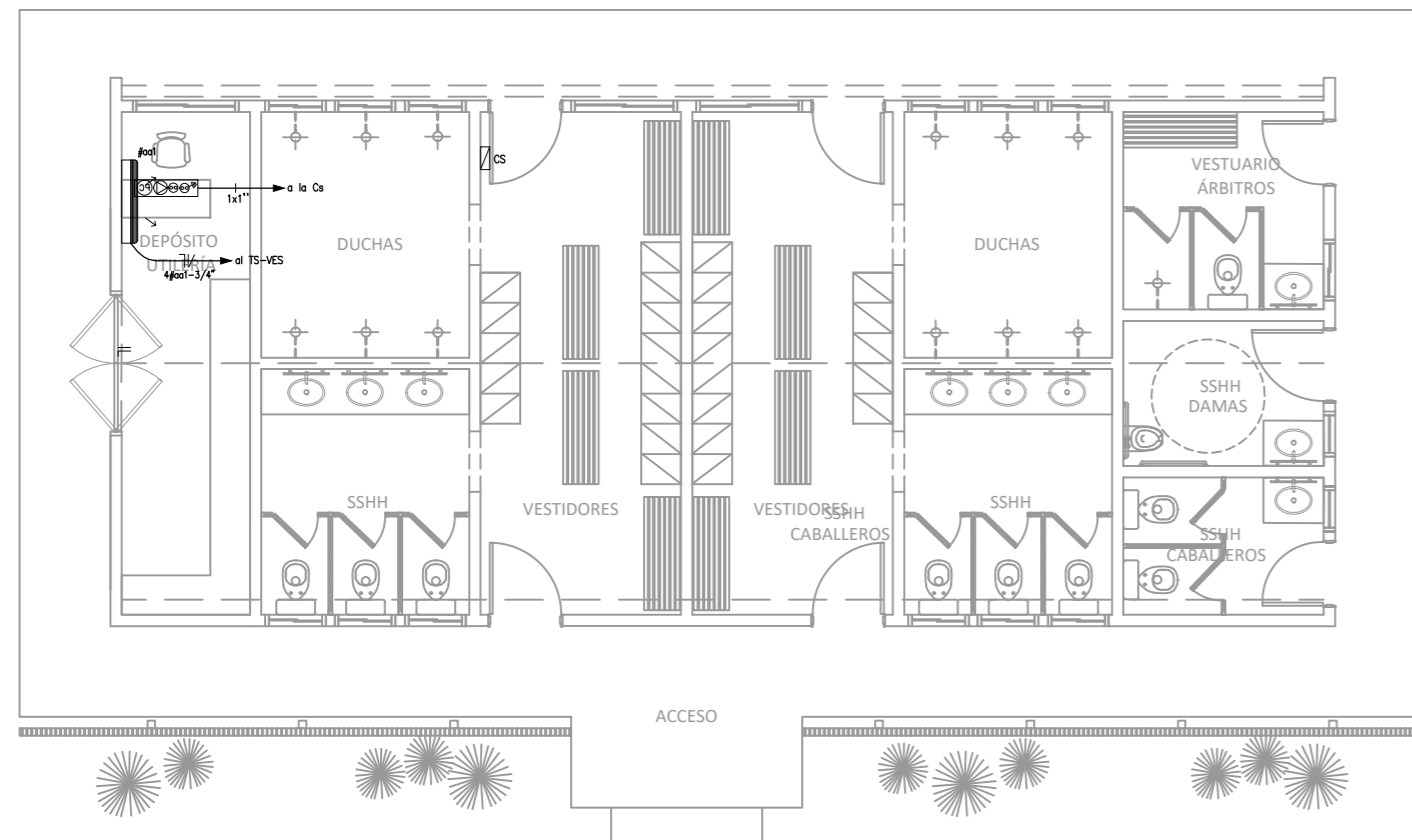 #aa1
PC
a la Cs
1x1"
DEPÓSITO
UTILERÍA
al TS-VES
4#aa1-3/4"
DUCHAS
CS
DUCHAS
VESTUARIO
ÁRBITROS
SSHH
DAMAS
SSHH
VESTIDORES
VESTIDORES
SSHH
CABALLEROS
SSHH
SSHH
CABALLEROS
ACCESO